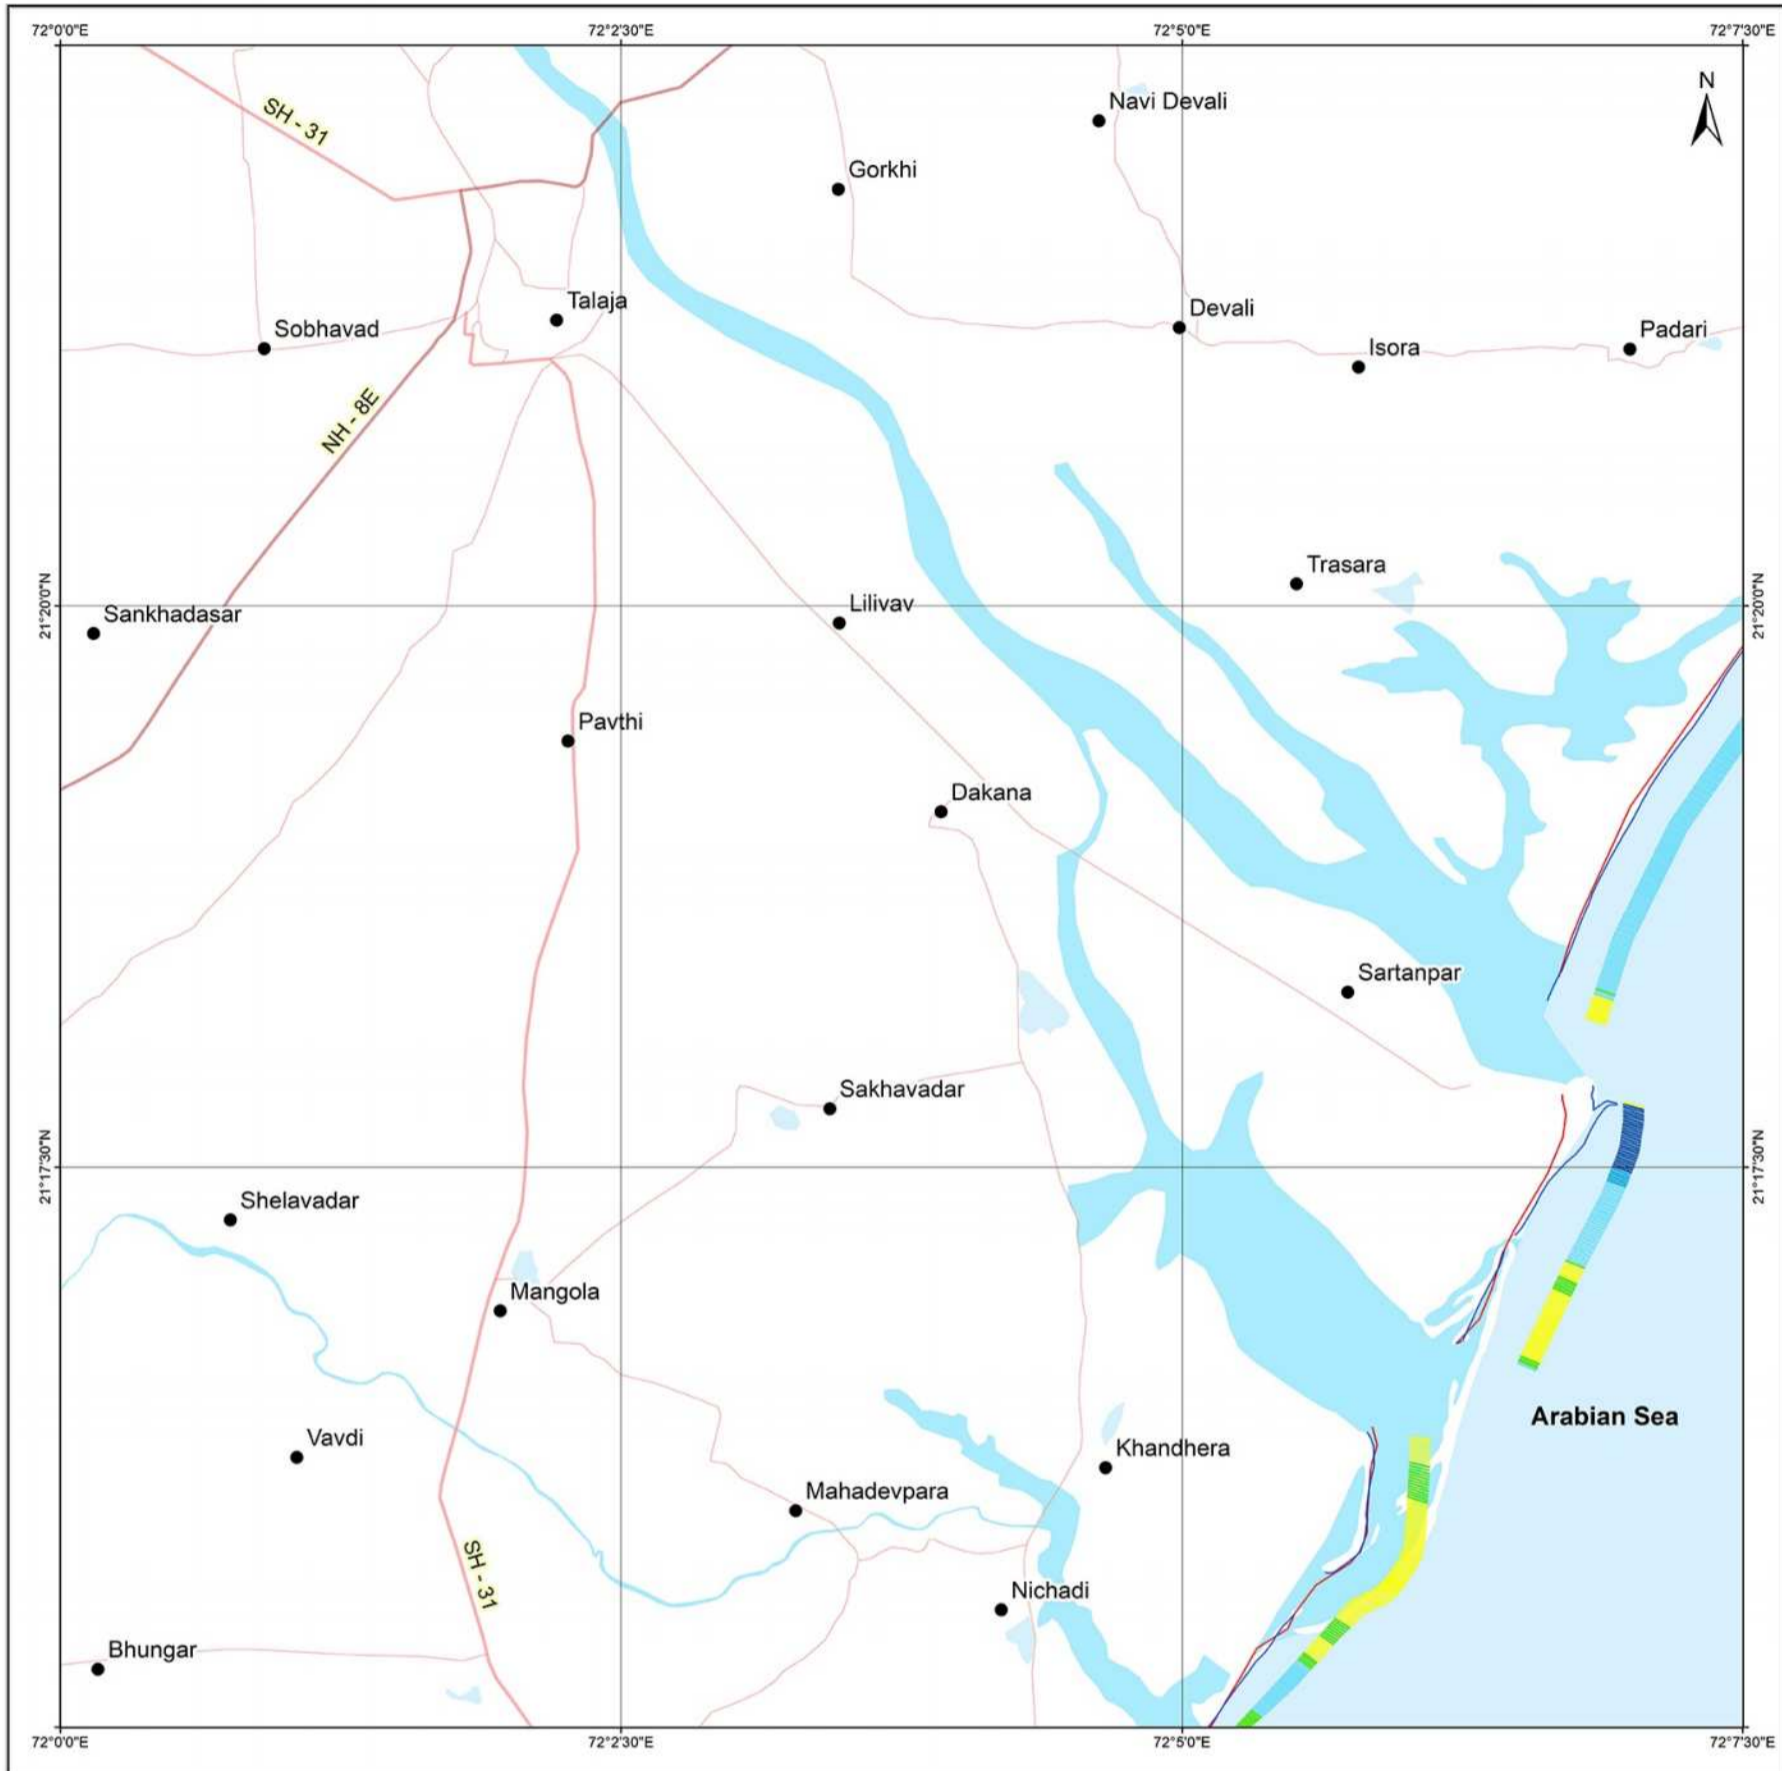 72°0'0"E
72°2'30"E
72°5'0"E
72°7'30"E
N
Navi Devali
SH - 31
Gorkhi
Talaja
Devali
Sobhavad
Padari
Isora
NH - 8E
Trasara
21°20'0"N
Lilivav
21°20'0"N
Sankhadasar
Pavthi
Dakana
Sartanpar
Sakhavadar
21°17'30"N
21°17'30"N
Shelavadar
Mangola
Arabian Sea
Vavdi
Khandhera
Mahadevpara
SH - 31
Nichadi
Bhungar
72°0'0"E
72°2'30"E
72°5'0"E
72°7'30"E